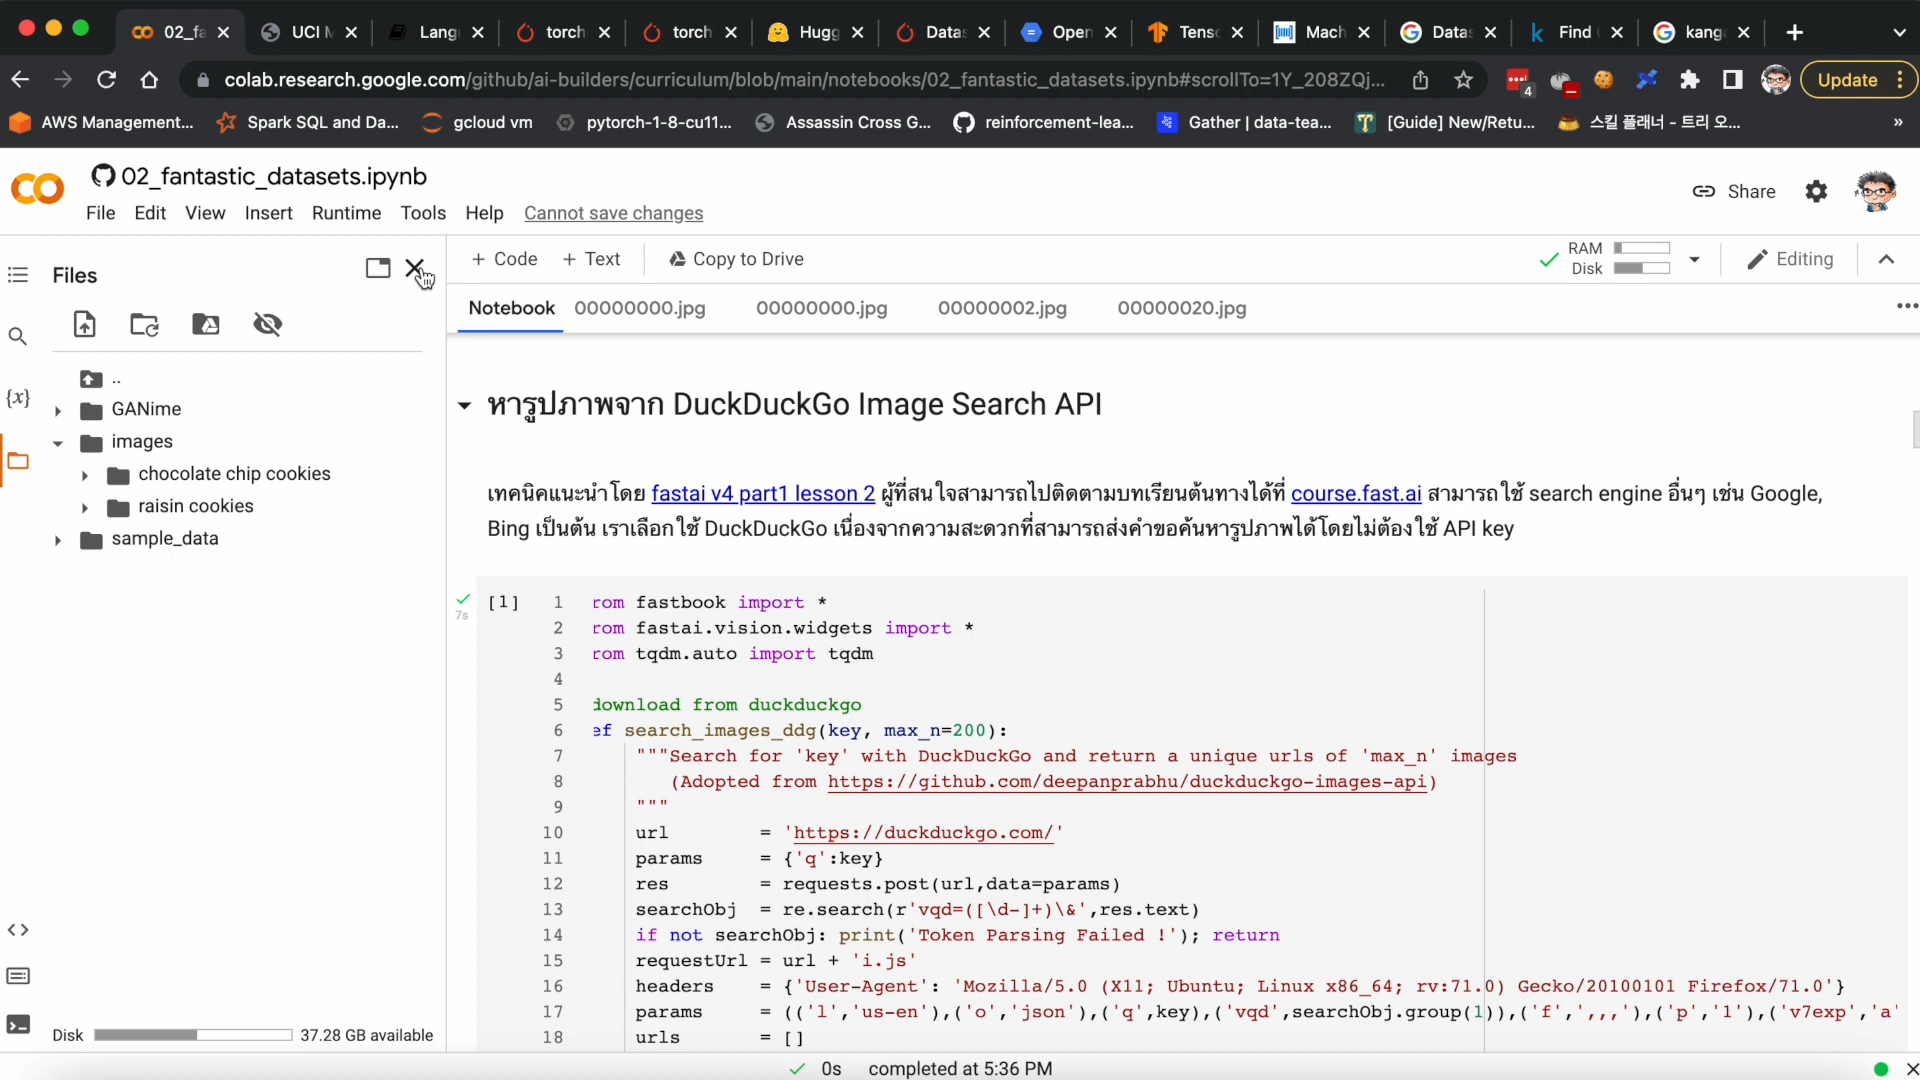 02_fa
UCI M
Lang
torch
torch
Hugg
Datas
Open
Tens
Mach
Datas
Find
kang
colab.research.google.com/github/ai-builders/curriculum/blob/main/notebooks/02_fantastic_datasets.ipynb#scrollTo=1Y_208ZQj...
4
Update
AWS Management...
Spark SQL and Da...
gcloud vm
pytorch-1-8-cu11...
Assassin Cross G...
reinforcement-lea...
Gather | data-tea...
[Guide] New/Retu...
스킬 플래너 - 트리 오...
»
02_fantastic_datasets.ipynb
File Edit View Insert Runtime Tools Help Cannot save changes
Share
Files
+ Code + Text Copy to Drive
RAM
Disk
Editing
Notebook 00000000.jpg 00000000.jpg 00000002.jpg 00000020.jpg
{x}
..
GANime
images
chocolate chip cookies
raisin cookies
sample_data
หารูปภาพจาก DuckDuckGo Image Search API
เทคนิคแนะนำโดย fastai v4 part1 lesson 2 ผู้ที่สนใจสามารถไปติดตามบทเรียนต้นทางได้ที่ course.fast.ai สามารถใช้ search engine อื่นๆ เช่น Google,
Bing เป็นต้น เราเลือกใช้ DuckDuckGo เนื่องจากความสะดวกที่สามารถส่งคำขอค้นหารูปภาพได้โดยไม่ต้องใช้ API key
7s
[1]
1 rom fastbook import *
2 rom fastai.vision.widgets import *
3 rom tqdm.auto import tqdm
4
5 download from duckduckgo
6 ef search_images_ddg(key, max_n=200):
7 """Search for 'key' with DuckDuckGo and return a unique urls of 'max_n' images
8 (Adopted from https://github.com/deepanprabhu/duckduckgo-images-api)
9 """
10 url = 'https://duckduckgo.com/'
11 params = {'q':key}
12 res = requests.post(url,data=params)
13 searchObj = re.search(r'vqd=([\d-]+)\&',res.text)
14 if not searchObj: print('Token Parsing Failed !'); return
15 requestUrl = url + 'i.js'
16 headers = {'User-Agent': 'Mozilla/5.0 (X11; Ubuntu; Linux x86_64; rv:71.0) Gecko/20100101 Firefox/71.0'}
17 params = (('l','us-en'),('o','json'),('q',key),('vqd',searchObj.group(1)),('f',',,,'),('p','1'),('v7exp','a'
18 urls = []
Disk 37.28 GB available
0s completed at 5:36 PM